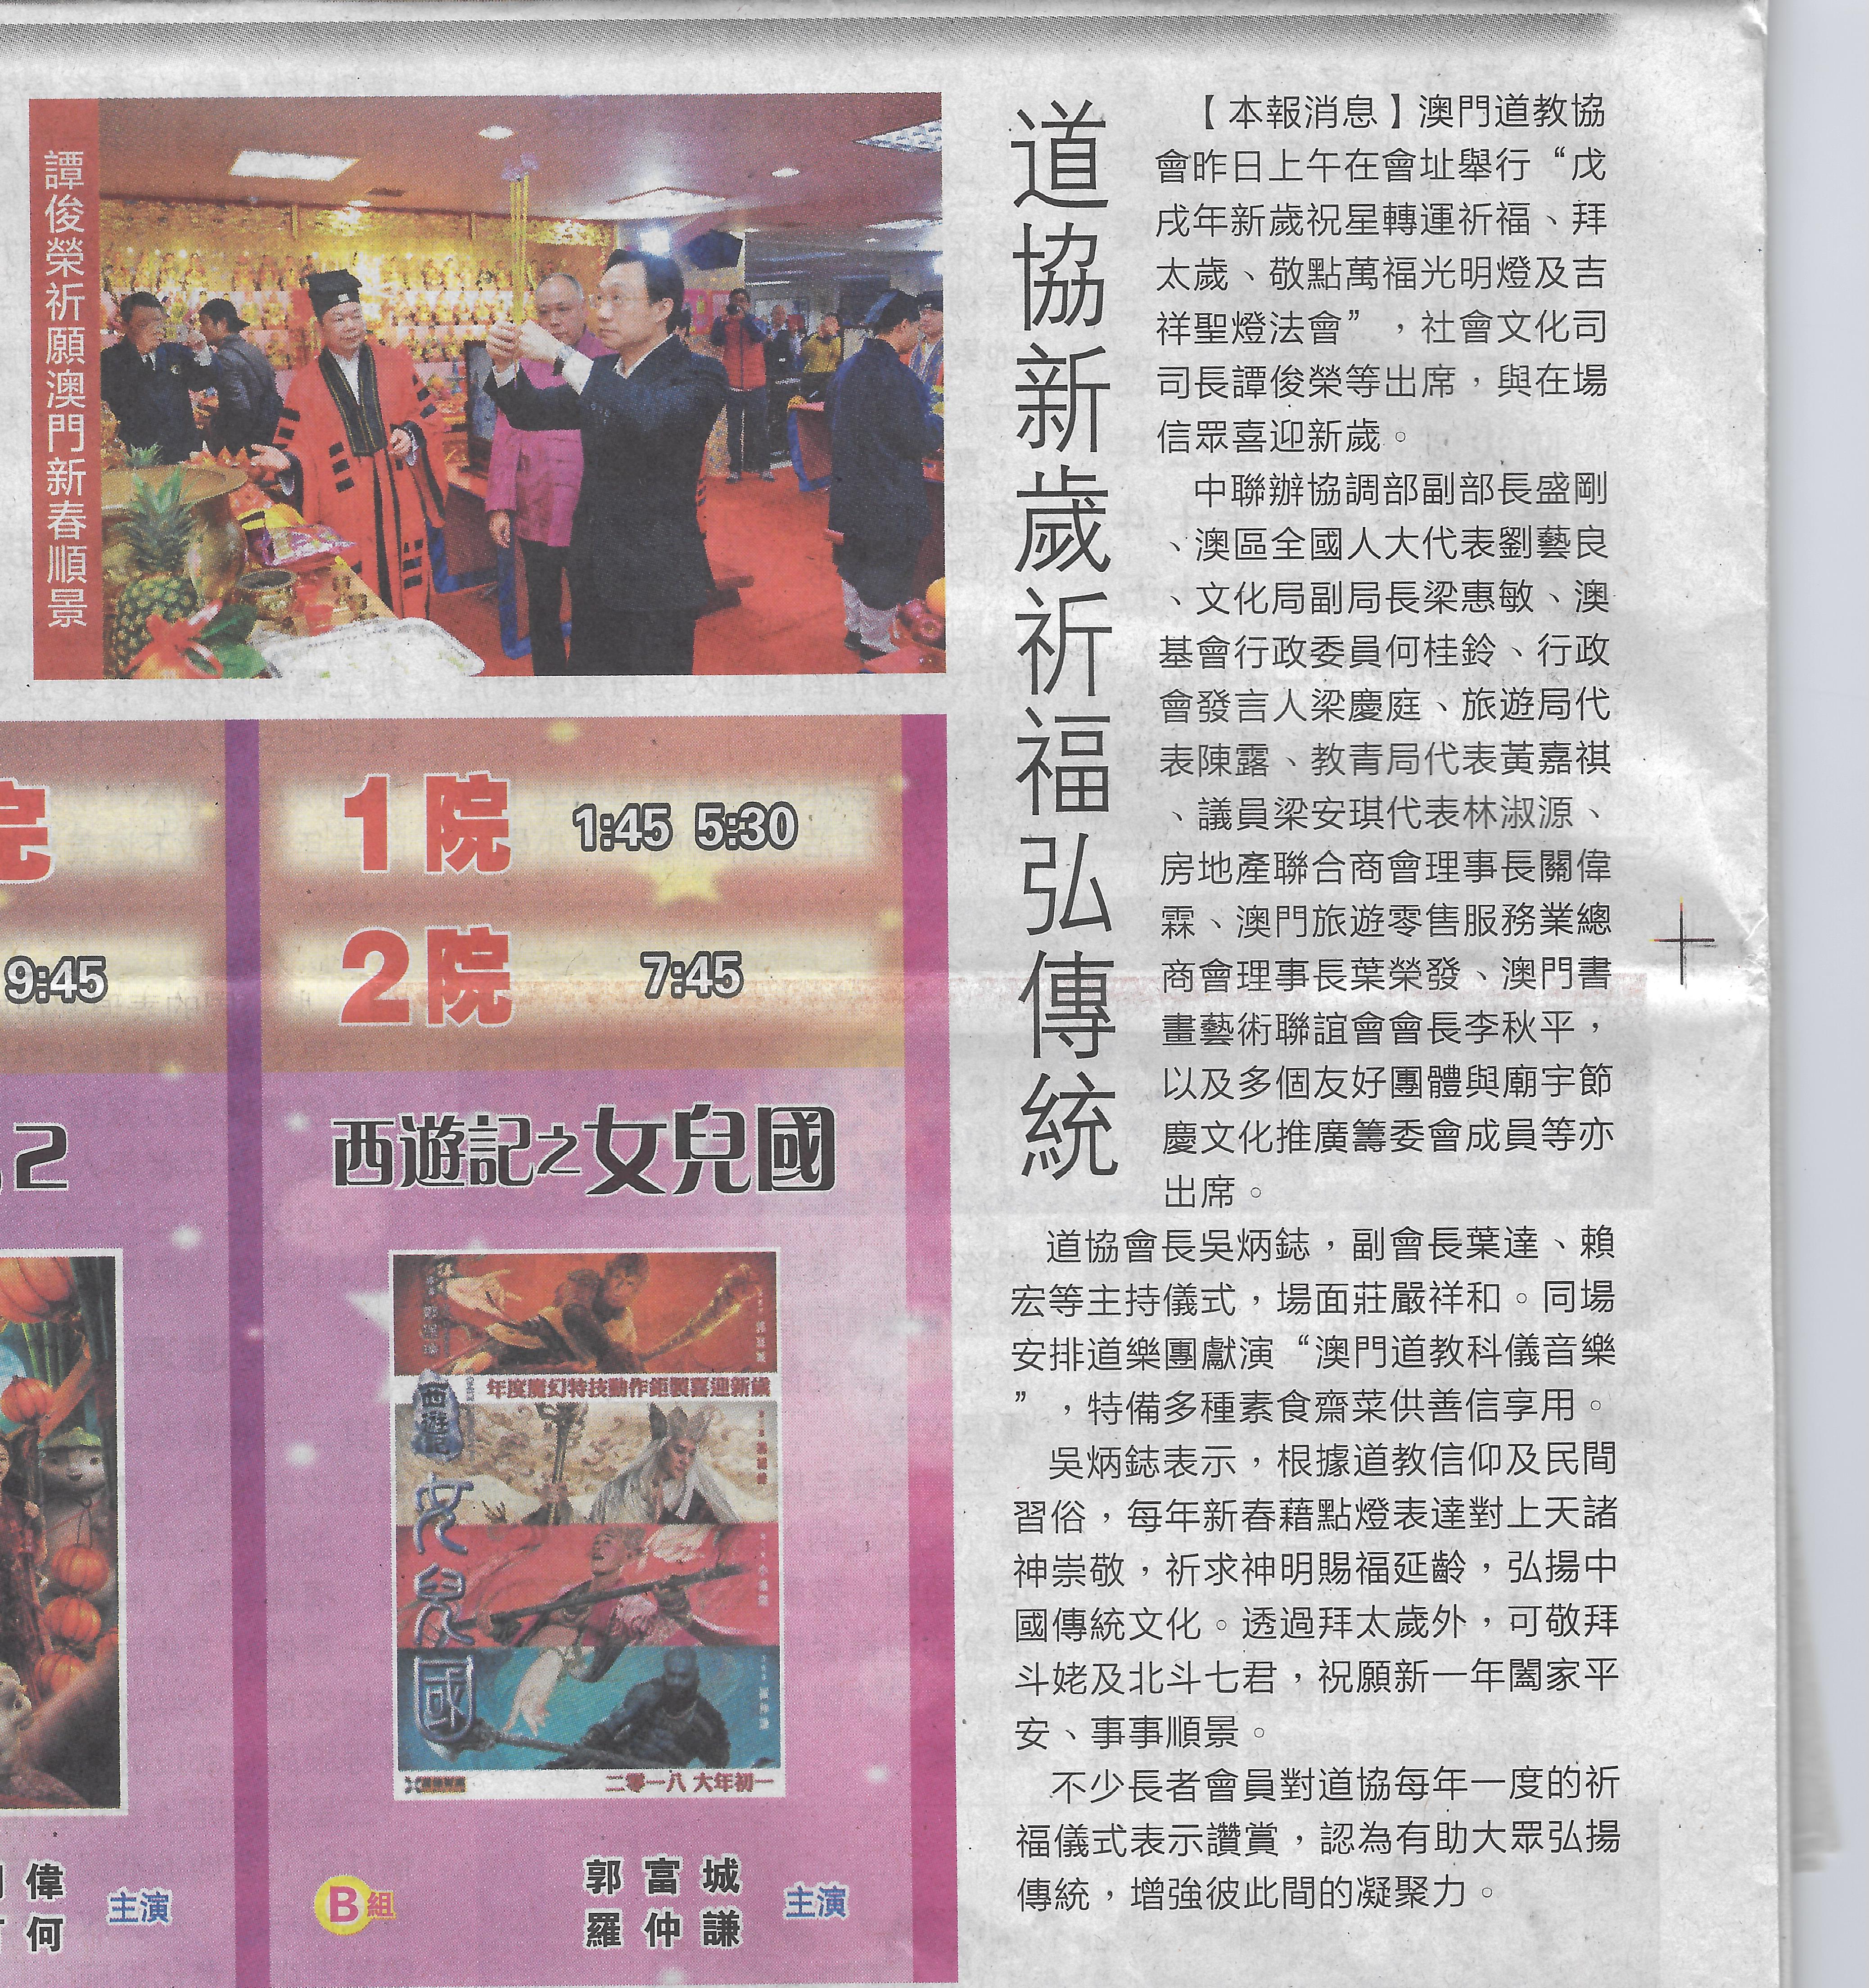 道協新歲祈福弘傳統
【本報消息】澳門道教協
會昨日上午在會址舉行“戊
戌年新歲祝星轉運祈福、拜
太歲、敬點萬福光明燈及吉
祥聖燈法會”，社會文化司
司長譚俊榮等出席，與在場
信眾喜迎新歲。
中聯辦協調部副部長盛剛
、澳區全國人大代表劉藝良
、文化局副局長梁惠敏、澳
基會行政委員何桂鈴、行政
會發言人梁慶庭、旅遊局代
表陳露、教青局代表黃嘉祺
、議員梁安琪代表林淑源、
房地產聯合商會理事長關偉
霖、澳門旅遊零售服務業總
商會理事長葉榮發、澳門書
畫藝術聯誼會會長李秋平，
以及多個友好團體與廟宇節
慶文化推廣籌委會成員等亦
出席。
道協會長吳炳鋕，副會長葉達、賴
宏等主持儀式，場面莊嚴祥和。同場
安排道樂團獻演“澳門道教科儀音樂
”，特備多種素食齋菜供善信享用。
吳炳鋕表示，根據道教信仰及民間
習俗，每年新春藉點燈表達對上天諸
神崇敬，祈求神明賜福延齡，弘揚中
國傳統文化。透過拜太歲外，可敬拜
斗姥及北斗七君，祝願新一年闔家平
安、事事順景。
不少長者會員對道協每年一度的祈
福儀式表示讚賞，認為有助大眾弘揚
傳統，增強彼此間的凝聚力。
譚俊榮祈願澳門新春順景
院
9:45
2
偉
何
主演
1院 1:45 5:30
2院 7:45
西遊記之女兒國
年度魔幻特技動作鉅製喜迎新歲
西遊記
女兒國
二零一八 大年初一
B組
郭富城
羅仲謙
主演